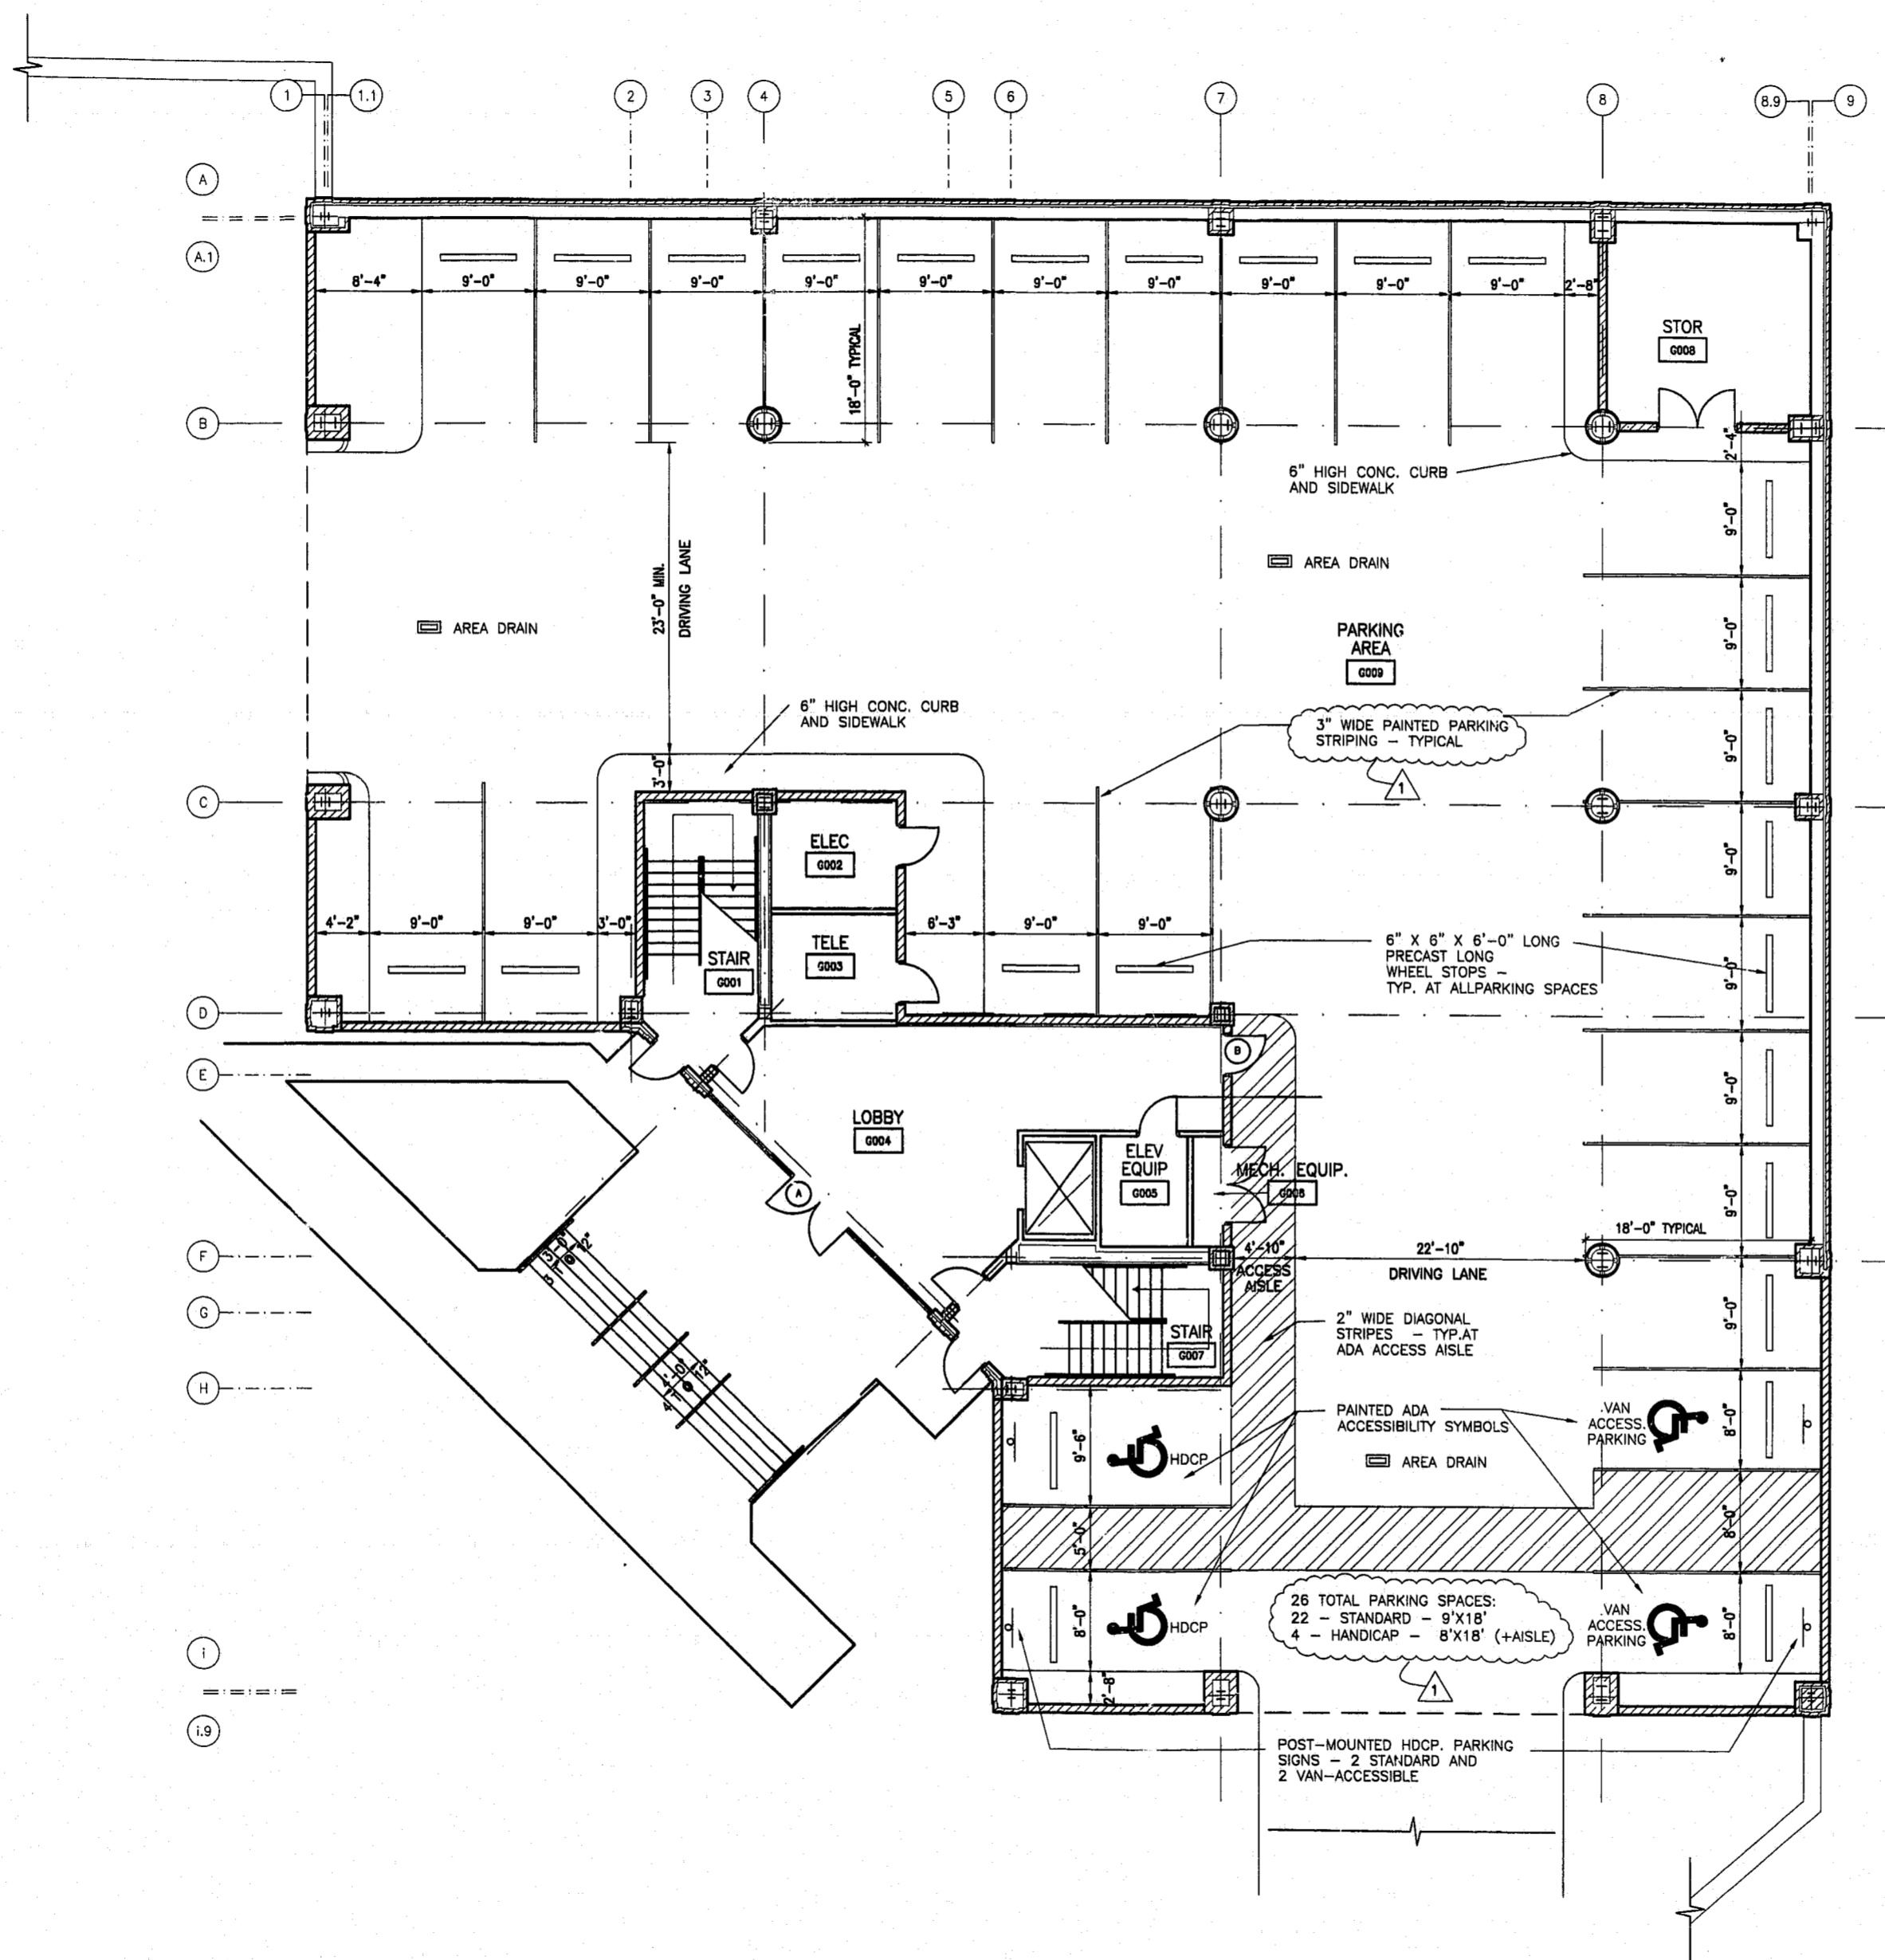 1
1.1
2
3
4
5
6
7
8
8.9
9
A
A.1
8'-4"
9'-0"
9'-0"
9'-0"
9'-0"
9'-0"
9'-0"
9'-0"
9'-0"
9'-0"
9'-0"
2'-8"
18'-0" TYPICAL
STOR
G008
B
2'-4"
6" HIGH CONC. CURB
AND SIDEWALK
9'-0"
AREA DRAIN
23'-0" MIN.
DRIVING LANE
AREA DRAIN
PARKING
AREA
G009
9'-0"
6" HIGH CONC. CURB
AND SIDEWALK
3" WIDE PAINTED PARKING
STRIPING - TYPICAL
1
9'-0"
3'-0"
C
ELEC
G002
9'-0"
4'-2"
9'-0"
9'-0"
3'-0"
6'-3"
9'-0"
9'-0"
TELE
G003
STAIR
G001
6" X 6" X 6'-0" LONG
PRECAST LONG
WHEEL STOPS -
TYP. AT ALLPARKING SPACES
9'-0"
D
B
E
9'-0"
LOBBY
G004
ELEV
EQUIP
G005
MECH. EQUIP.
G006
A
9'-0"
18'-0" TYPICAL
F
4'-10"
ACCESS
AISLE
22'-10"
DRIVING LANE
3'-0"
12"
G
9'-0"
2" WIDE DIAGONAL
STRIPES - TYP.AT
ADA ACCESS AISLE
STAIR
G007
H
4'-0"
12"
PAINTED ADA
ACCESSIBILITY SYMBOLS
VAN
ACCESS.
PARKING
8'-0"
9'-6"
HDCP
AREA DRAIN
5'-0"
8'-0"
8'-0"
HDCP
26 TOTAL PARKING SPACES:
22 - STANDARD - 9'X18'
4 - HANDICAP - 8'X18' (+AISLE)
1
VAN
ACCESS.
PARKING
8'-0"
i
2'-8"
i.9
POST-MOUNTED HDCP. PARKING
SIGNS - 2 STANDARD AND
2 VAN-ACCESSIBLE